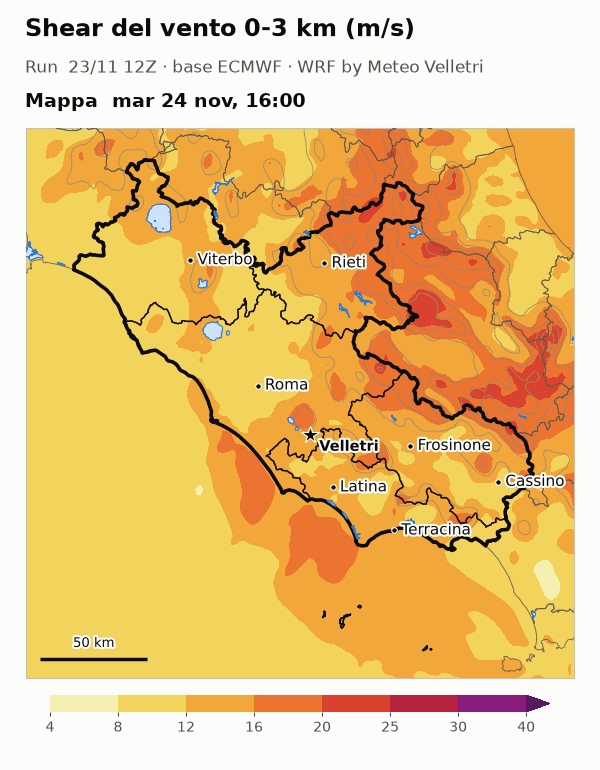 Shear del vento 0-3 km (m/s)
Run  23/11 12Z · base ECMWF · WRF by Meteo Velletri
Mappa  mar 24 nov, 16:00
Viterbo
Rieti
Roma
Velletri
Frosinone
Latina
Cassino
Terracina
50 km
4 8 12 16 20 25 30 40